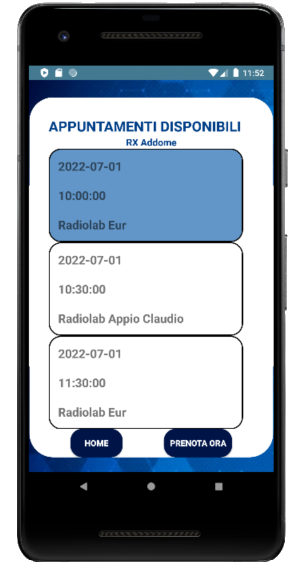 11:52
APPUNTAMENTI DISPONIBILI
RX Addome
2022-07-01
10:00:00
Radiolab Eur
2022-07-01
10:30:00
Radiolab Appio Claudio
2022-07-01
11:30:00
Radiolab Eur
HOME
PRENOTA ORA